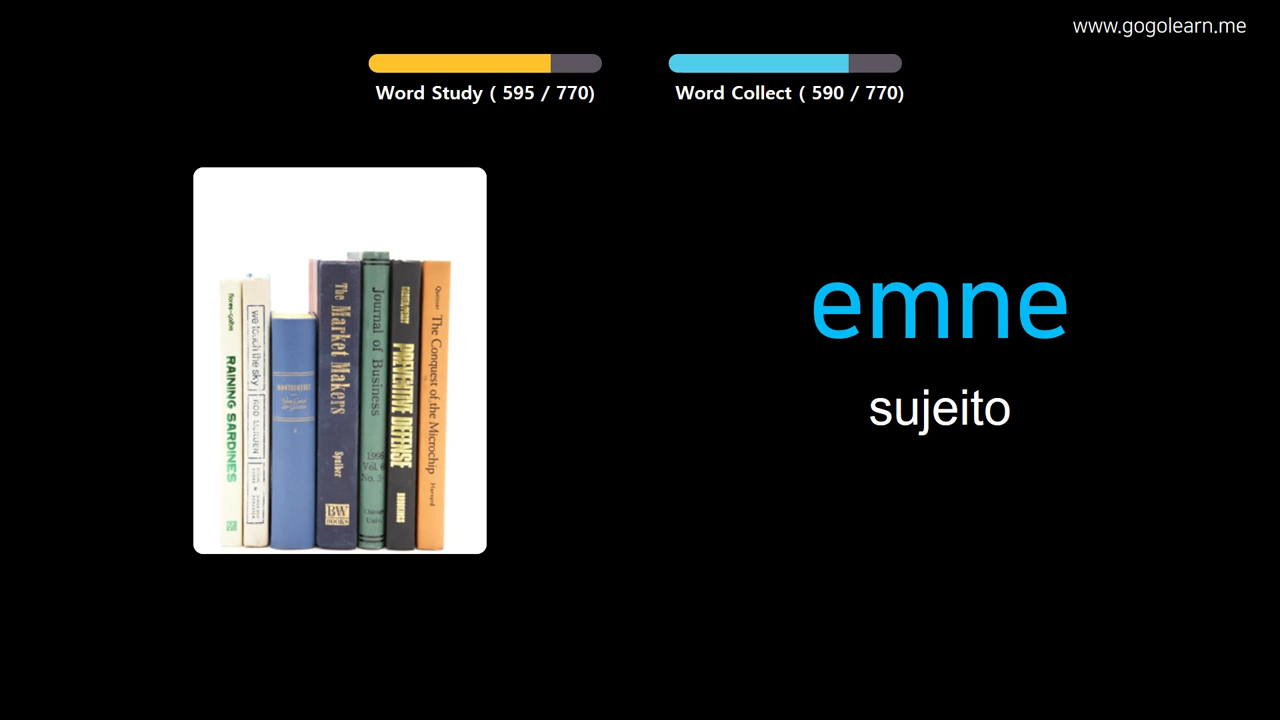 www.gogolearn.me
Word Study ( 595 / 770)
Word Collect ( 590 / 770)
RAINING SARDINES
we touch the sky
The Market Makers
Spulber
BW
BOOKS
Journal of Business
PREVENTIVE DEFENSE
The Conquest of the Microchip
Harvard
emne
sujeito